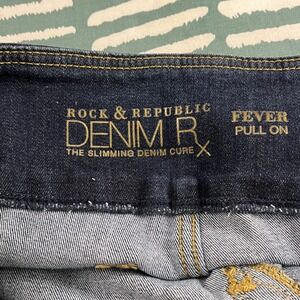 ROCK & REPUBLIC
DENIM Rx
THE SLIMMING DENIM CURE
FEVER
PULL ON